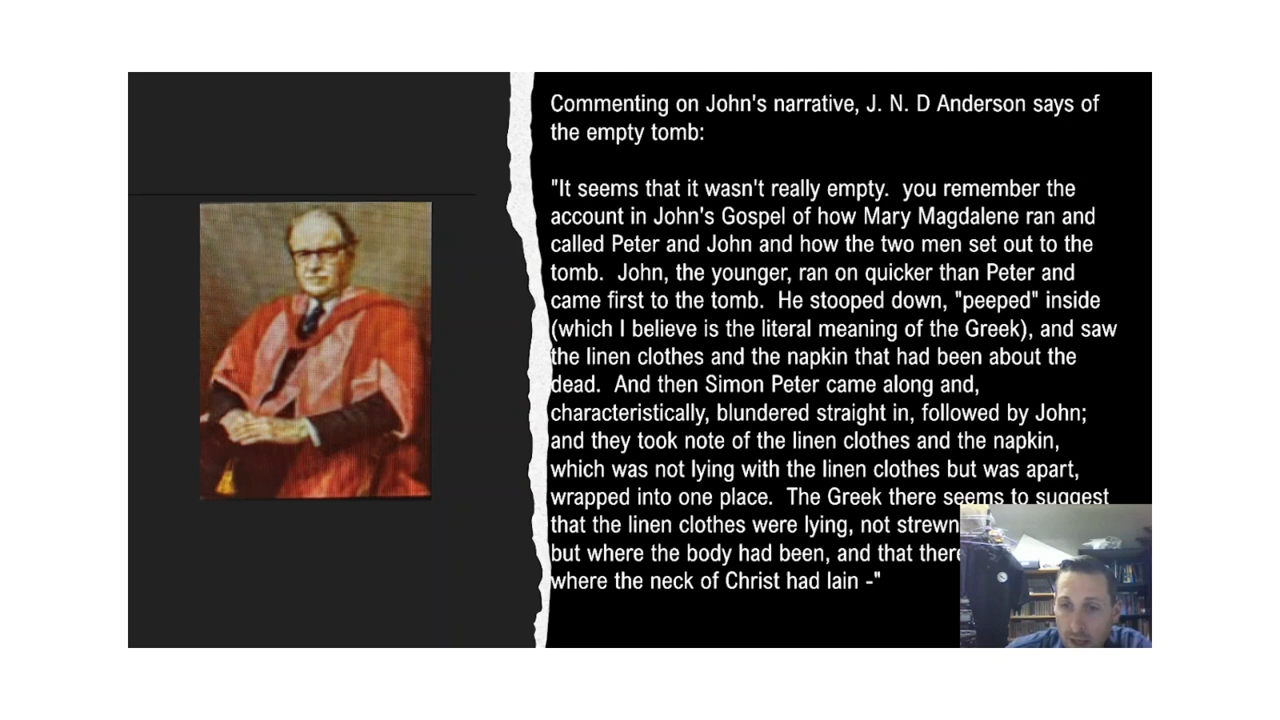 Commenting on John's narrative, J. N. D Anderson says of
the empty tomb:
"It seems that it wasn't really empty.  you remember the
account in John's Gospel of how Mary Magdalene ran and
called Peter and John and how the two men set out to the
tomb.  John, the younger, ran on quicker than Peter and
came first to the tomb.  He stooped down, "peeped" inside
(which I believe is the literal meaning of the Greek), and saw
the linen clothes and the napkin that had been about the
dead.  And then Simon Peter came along and,
characteristically, blundered straight in, followed by John;
and they took note of the linen clothes and the napkin,
which was not lying with the linen clothes but was apart,
wrapped into one place.  The Greek there seems to suggest
that the linen clothes were lying, not strewn
but where the body had been, and that there
where the neck of Christ had lain -"